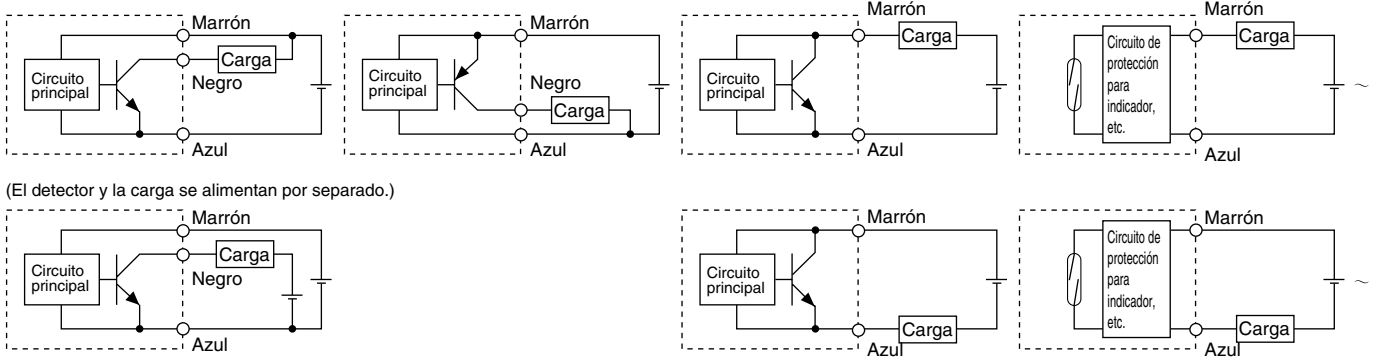 Marrón
Carga
Circuito
principal
Negro
Azul
Marrón
Circuito
principal
Negro
Carga
Azul
Marrón
Carga
Circuito
principal
Azul
Marrón
Circuito de
protección
para
indicador,
etc.
Carga
~
Azul
(El detector y la carga se alimentan por separado.)
Marrón
Carga
Circuito
principal
Negro
Azul
Marrón
Circuito
principal
Carga
Azul
Marrón
Circuito de
protección
para
indicador,
etc.
~
Carga
Azul